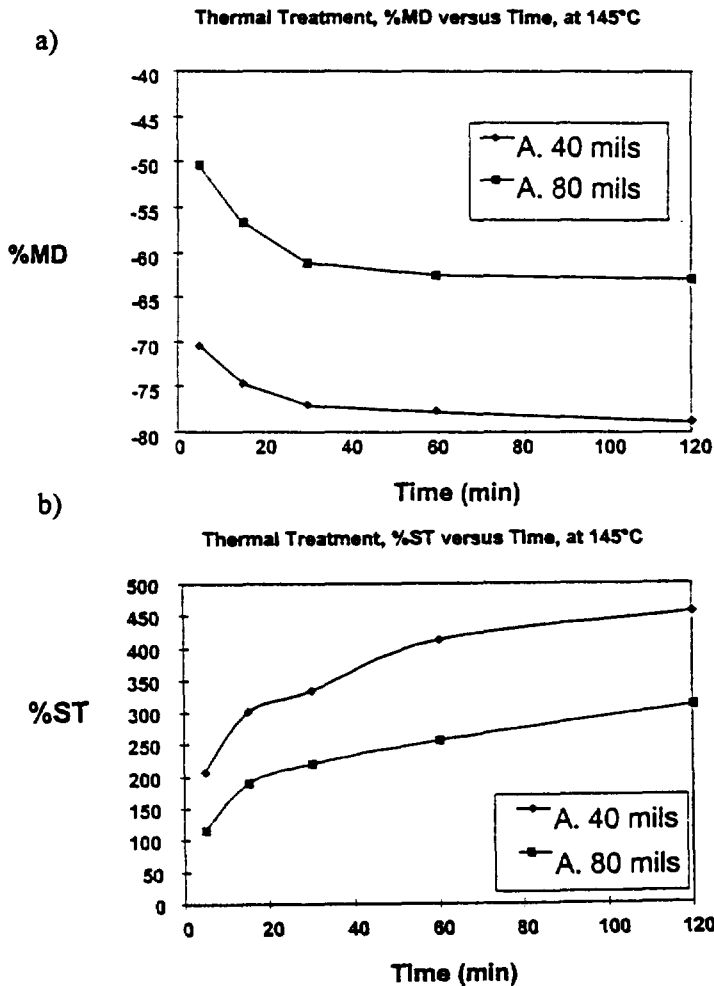 Thermal Treatment, %MD versus Time, at 145°C
a)
-40
-45
-50
-55
-60
-65
-70
-75
-80
%MD
A. 40 mils
A. 80 mils
0 20 40 60 80 100 120
Time (min)
b)
Thermal Treatment, %ST versus Time, at 145°C
500
450
400
350
300
250
200
150
100
50
0
%ST
A. 40 mils
A. 80 mils
0 20 40 60 80 100 120
Time (min)